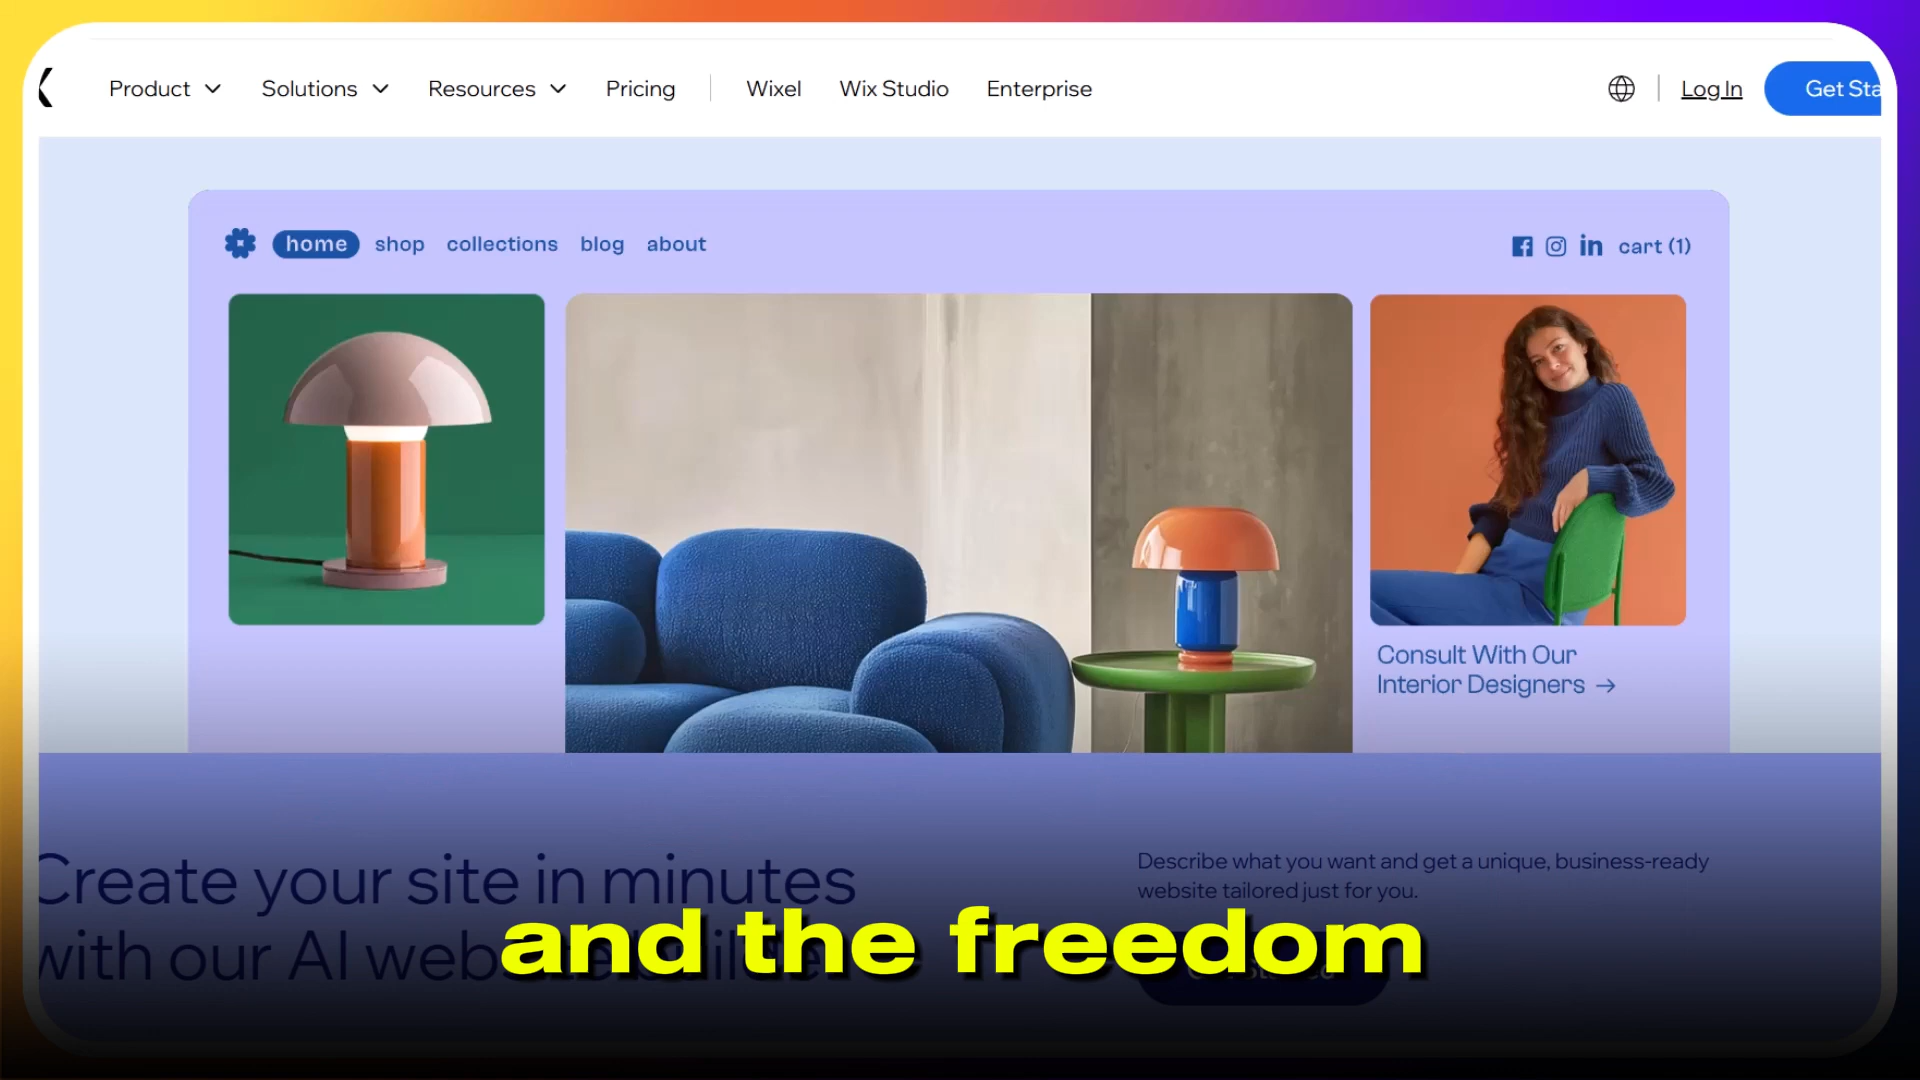 X
Product Solutions Resources Pricing Wixel Wix Studio Enterprise Log In Get Sta
home shop collections blog about cart (1)
Consult With Our
Interior Designers →
Create your site in minutes
with our AI web
Describe what you want and get a unique, business-ready
website tailored just for you.
and the freedom